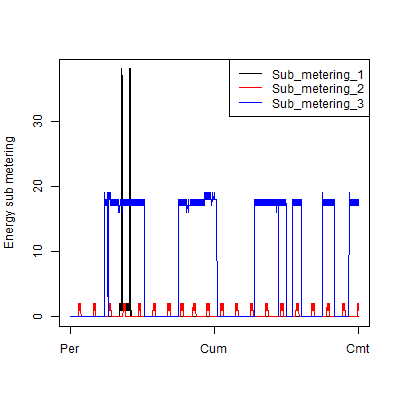 Sub_metering_1
Sub_metering_2
Sub_metering_3
Energy sub metering
30
20
10
0
Per Cum Cmt